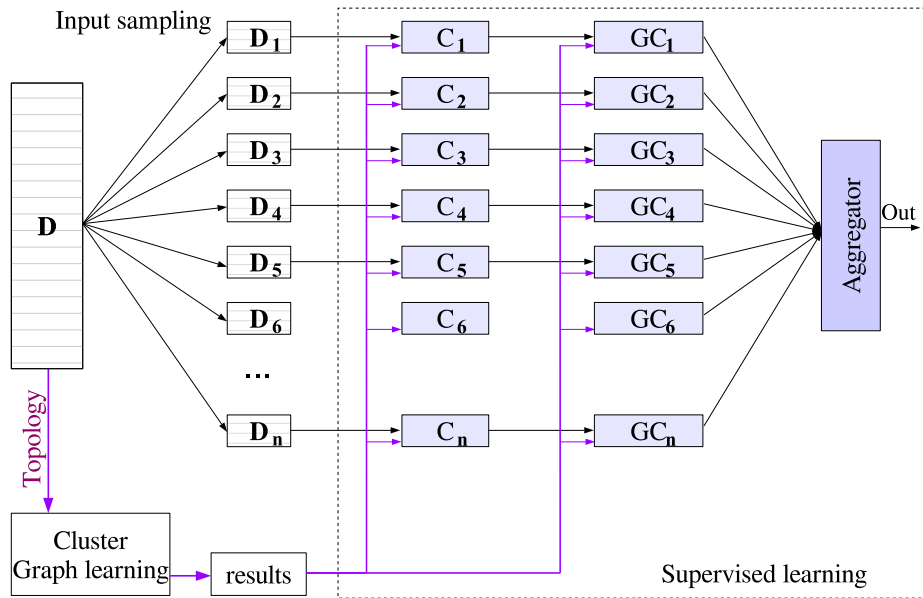 Input sampling
D
D1 C1 GC1
D2 C2 GC2
D3 C3 GC3
D4 C4 GC4
D5 C5 GC5
D6 C6 GC6
...
Dn Cn GCn
Aggregator
Out
Topology
Cluster
Graph learning
results
Supervised learning